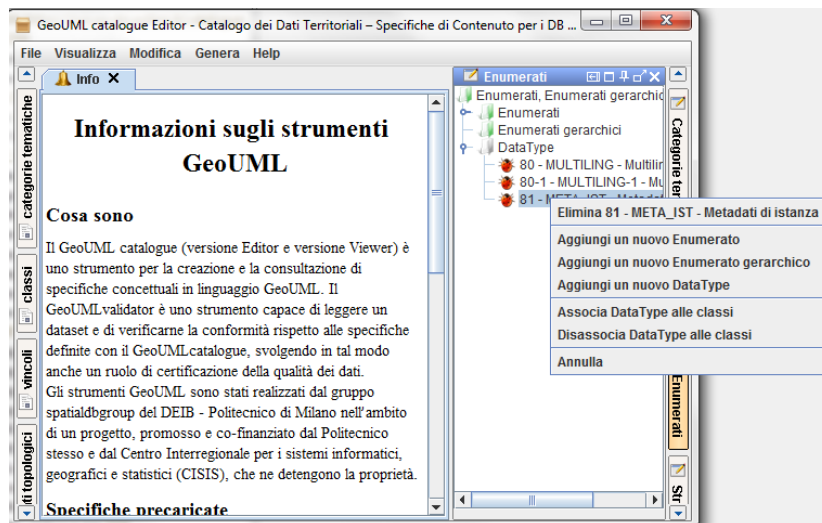 GeoUML catalogue Editor - Catalogo dei Dati Territoriali – Specifiche di Contenuto per i DB ...
File Visualizza Modifica Genera Help
Info
categorie tematiche
classi
vincoli
ti topologici
Informazioni sugli strumenti
GeoUML
Cosa sono
Il GeoUML catalogue (versione Editor e versione Viewer) è
uno strumento per la creazione e la consultazione di
specifiche concettuali in linguaggio GeoUML. Il
GeoUMLvalidator è uno strumento capace di leggere un
dataset e di verificarne la conformità rispetto alle specifiche
definite con il GeoUMLcatalogue, svolgendo in tal modo
anche un ruolo di certificazione della qualità dei dati.
Gli strumenti GeoUML sono stati realizzati dal gruppo
spatialdbgroup del DEIB - Politecnico di Milano nell'ambito
di un progetto, promosso e co-finanziato dal Politecnico
stesso e dal Centro Interregionale per i sistemi informatici,
geografici e statistici (CISIS), che ne detengono la proprietà.
Specifiche precaricate
Enumerati
Enumerati, Enumerati gerarchic
Enumerati
Enumerati gerarchici
DataType
80 - MULTILING - Multilin
80-1 - MULTILING-1 - Mu
81 - META_IST - Metadat
Elimina 81 - META_IST - Metadati di istanza
Aggiungi un nuovo Enumerato
Aggiungi un nuovo Enumerato gerarchico
Aggiungi un nuovo DataType
Associa DataType alle classi
Disassocia DataType alle classi
Annulla
Categorie ter
Enumerati
Str